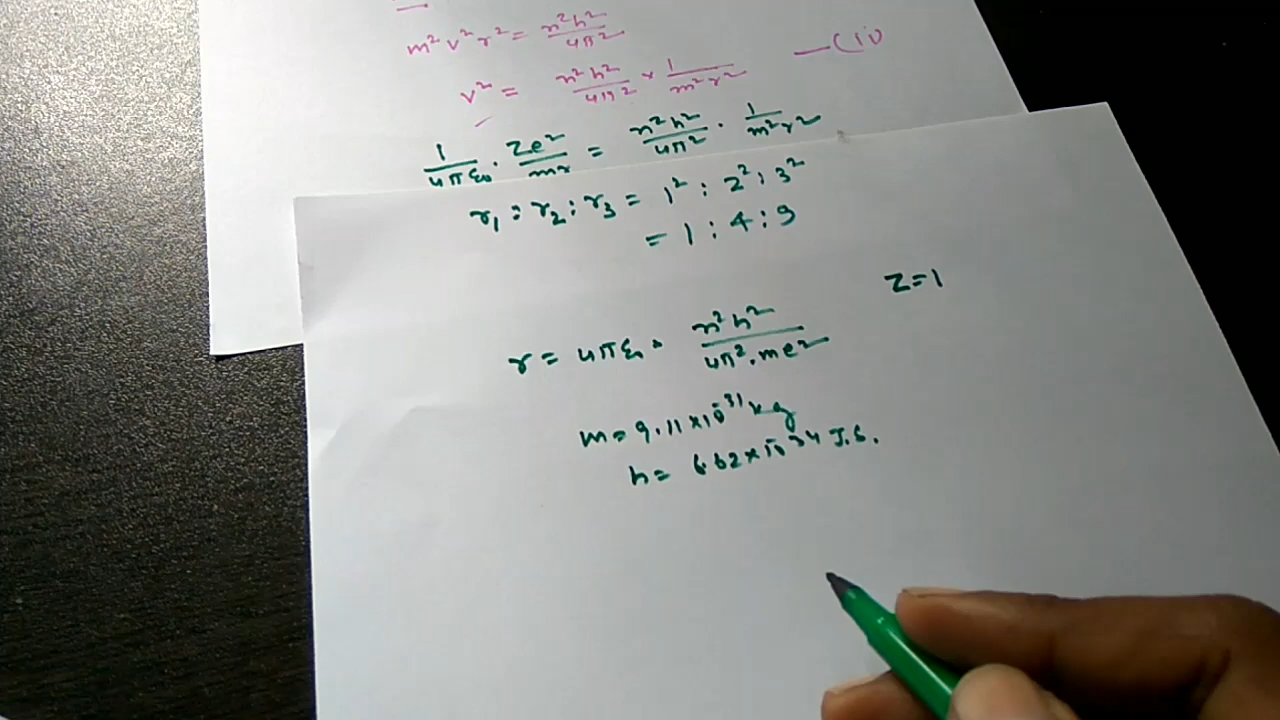 m²v²r² = n²h²/4π²
v² = n²h²/4π² × 1/m²r² —(ii)
1/4πε₀ · Ze²/mr = n²h²/4π² · 1/m²r²
r₁ : r₂ : r₃ = 1² : 2² : 3²
= 1 : 4 : 9
Z=1
r = 4πε₀ · n²h²/4π².me²
m = 9.11×10⁻³¹ kg
h = 6.62×10⁻³⁴ J.S.